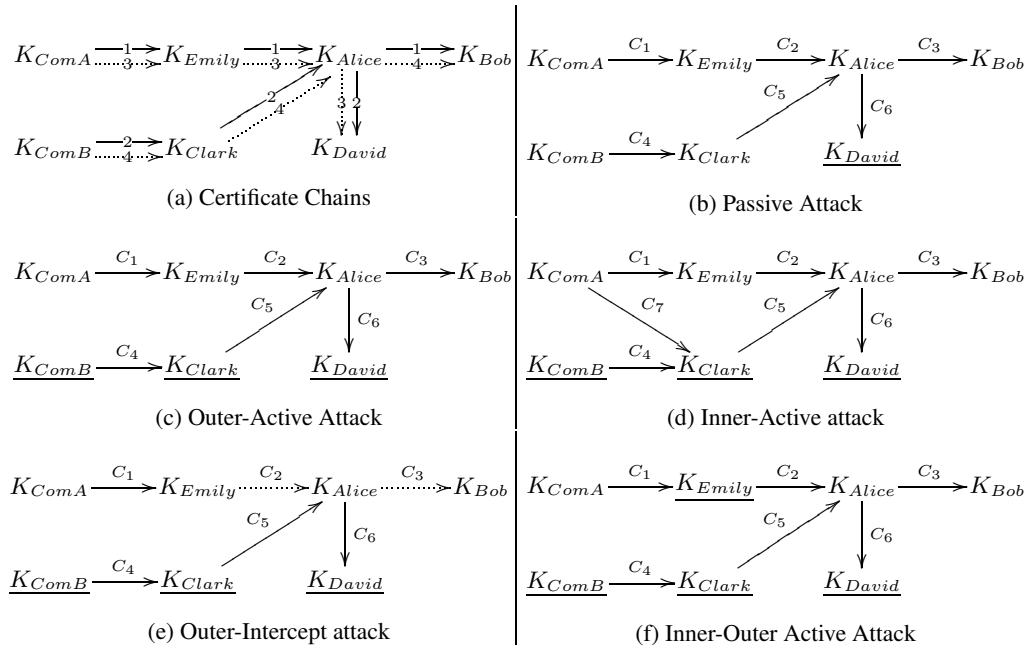 K_ComA 1 3 K_Emily 1 3 K_Alice 1 4 K_Bob
2 4 3 2
K_ComB 2 4 K_Clark K_David
(a) Certificate Chains
C_1 C_2 C_3
K_ComA K_Emily K_Alice K_Bob
C_5 C_6
C_4
K_ComB K_Clark K_David
(b) Passive Attack
C_1 C_2 C_3
K_ComA K_Emily K_Alice K_Bob
C_5 C_6
C_4
K_ComB K_Clark K_David
(c) Outer-Active Attack
C_1 C_2 C_3
K_ComA K_Emily K_Alice K_Bob
C_7 C_5 C_6
C_4
K_ComB K_Clark K_David
(d) Inner-Active attack
C_1 C_2 C_3
K_ComA K_Emily K_Alice K_Bob
C_5 C_6
C_4
K_ComB K_Clark K_David
(e) Outer-Intercept attack
C_1 C_2 C_3
K_ComA K_Emily K_Alice K_Bob
C_5 C_6
C_4
K_ComB K_Clark K_David
(f) Inner-Outer Active Attack